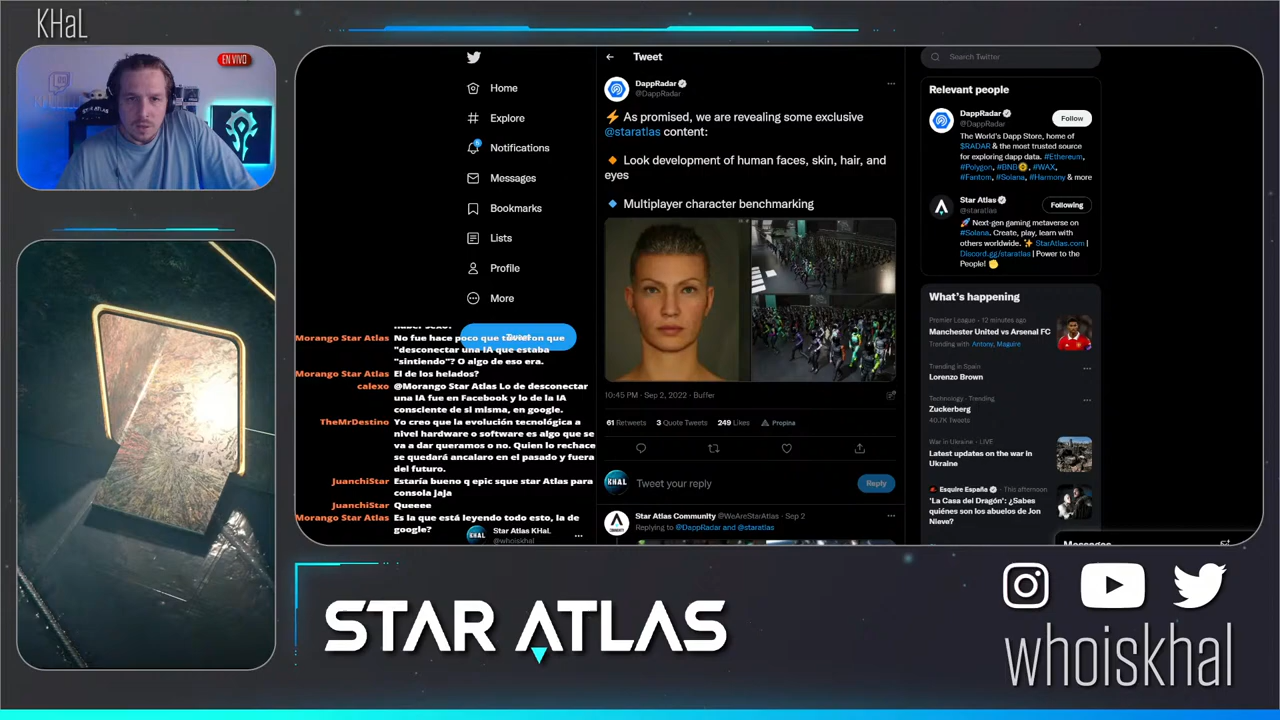 KHaL
EN VIVO
Home
Explore
Notifications
Messages
Bookmarks
Lists
Profile
More
Tweet
Morango Star Atlas No fue hace poco que tuvieron que
"desconectar una IA que estaba
"sintiendo"? O algo de eso era.
Morango Star Atlas El de los helados?
calexo @Morango Star Atlas Lo de desconectar
una IA fue en Facebook y lo de la IA
consciente de si misma, en google.
TheMrDestino Yo creo que la evolución tecnológica a
nivel hardware o software es algo que se
va a dar queramos o no. Quien lo rechace
se quedará ancalaro en el pasado y fuera
del futuro.
JuanchiStar Estaría bueno q epic sque star Atlas para
consola jaja
JuanchiStar Queeee
Morango Star Atlas Es la que está leyendo todo esto, la de
google?
KHAL
Star Atlas KHaL
@whoiskhal
Tweet
DappRadar
@DappRadar
⚡ As promised, we are revealing some exclusive
@staratlas content:
🔸 Look development of human faces, skin, hair, and
eyes
🔹 Multiplayer character benchmarking
10:45 PM · Sep 2, 2022 · Buffer
61 Retweets 3 Quote Tweets 249 Likes Propina
KHAL
Tweet your reply
Reply
Star Atlas Community @WeAreStarAtlas · Sep 2
Replying to @DappRadar and @staratlas
Search Twitter
Relevant people
DappRadar
@DappRadar
Follow
The World's Dapp Store, home of
$RADAR & the most trusted source
for exploring dapp data. #Ethereum,
#Polygon, #BNB #WAX,
#Fantom, #Solana, #Harmony & more
Star Atlas
@staratlas
Following
🚀 Next-gen gaming metaverse on
#Solana. Create, play, learn with
others worldwide. ✨ StarAtlas.com |
Discord.gg/staratlas | Power to the
People! ✊
What's happening
Premier League · 12 minutes ago
Manchester United vs Arsenal FC
Trending with Antony, Maguire
Trending in Spain
Lorenzo Brown
Technology · Trending
Zuckerberg
40.7K Tweets
War in Ukraine · LIVE
Latest updates on the war in
Ukraine
Esquire España · This afternoon
'La Casa del Dragón': ¿Sabes
quiénes son los abuelos de Jon
Nieve?
Messages
STAR ATLAS
whoiskhal